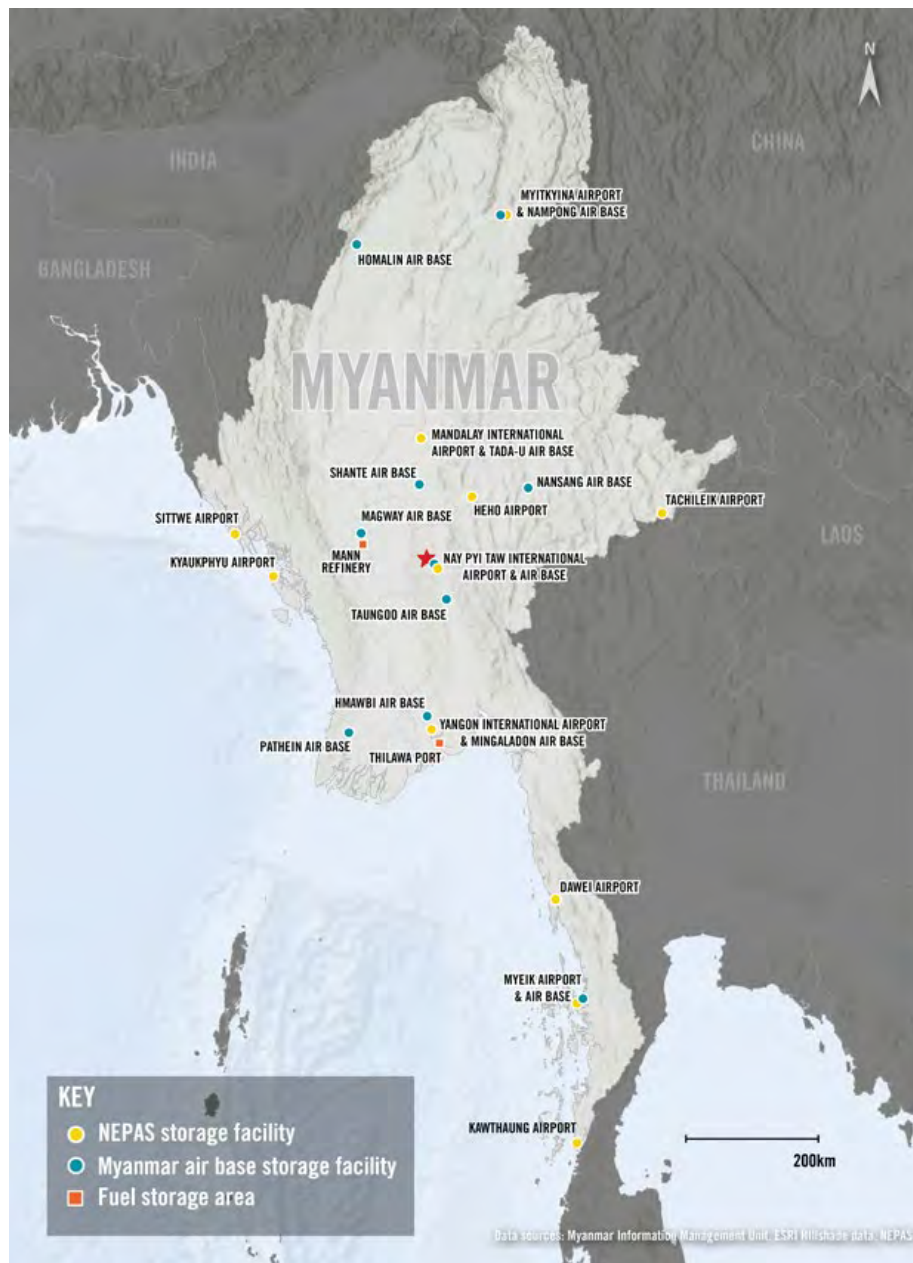 N
CHINA
INDIA
MYITKYINA AIRPORT
& NAMPONG AIR BASE
HOMALIN AIR BASE
BANGLADESH
MYANMAR
MANDALAY INTERNATIONAL
AIRPORT & TADA-U AIR BASE
SHANTE AIR BASE
NANSANG AIR BASE
HEHO AIRPORT
TACHILEIK AIRPORT
SITTWE AIRPORT
MAGWAY AIR BASE
LAOS
MANN
REFINERY
KYAUKPHYU AIRPORT
NAY PYI TAW INTERNATIONAL
AIRPORT & AIR BASE
TAUNGOO AIR BASE
HMAWBI AIR BASE
YANGON INTERNATIONAL AIRPORT
& MINGALADON AIR BASE
PATHEIN AIR BASE
THILAWA PORT
THAILAND
DAWEI AIRPORT
MYEIK AIRPORT
& AIR BASE
KAWTHAUNG AIRPORT
200km
KEY
NEPAS storage facility
Myanmar air base storage facility
Fuel storage area
Data sources: Myanmar Information Management Unit, ESRI Hillshade data, NEPAS